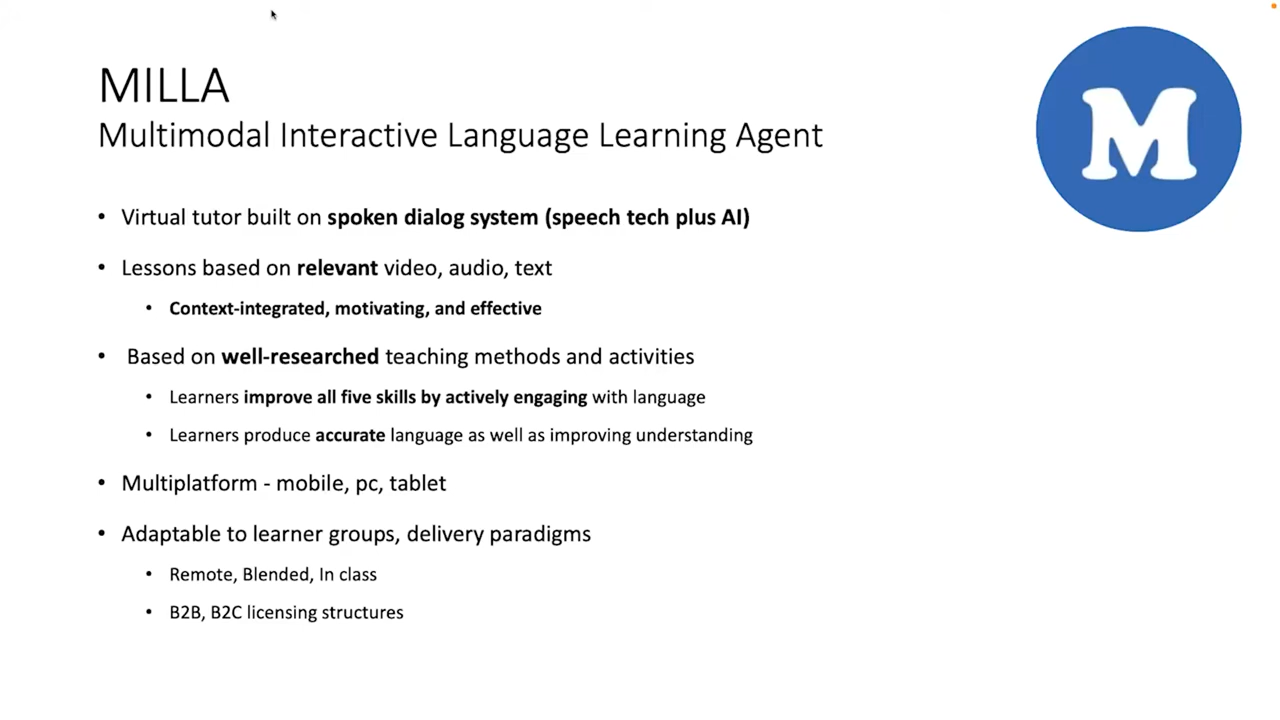 MILLA
Multimodal Interactive Language Learning Agent
M
• Virtual tutor built on spoken dialog system (speech tech plus AI)
• Lessons based on relevant video, audio, text
• Context-integrated, motivating, and effective
• Based on well-researched teaching methods and activities
• Learners improve all five skills by actively engaging with language
• Learners produce accurate language as well as improving understanding
• Multiplatform - mobile, pc, tablet
• Adaptable to learner groups, delivery paradigms
• Remote, Blended, In class
• B2B, B2C licensing structures